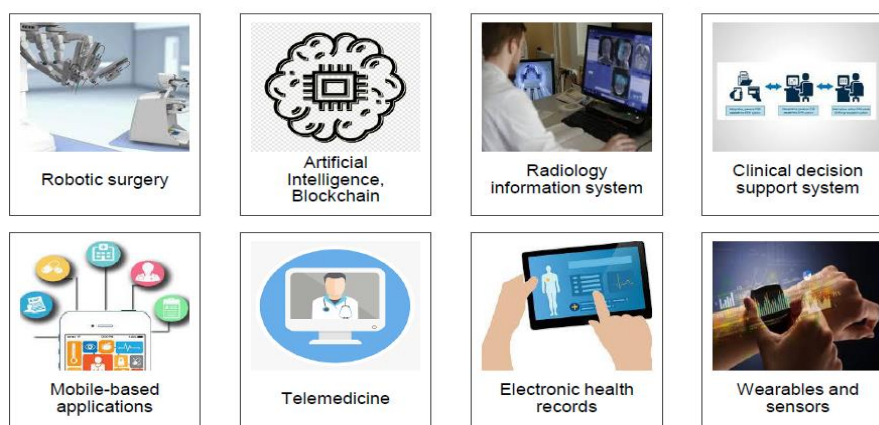 Robotic surgery
Artificial
Intelligence,
Blockchain
Radiology
information system
Clinical decision
support system
Mobile-based
applications
Telemedicine
Electronic health
records
Wearables and
sensors